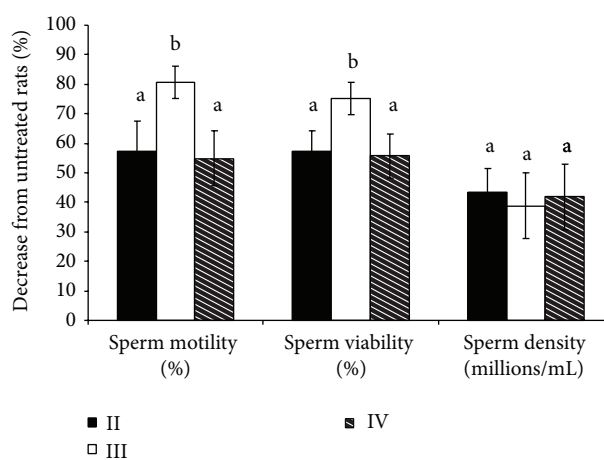 Decrease from untreated rats (%)
100
90
80
70
60
50
40
30
20
10
0
a
b
a
a
b
a
a
a
a
Sperm motility
(%)
Sperm viability
(%)
Sperm density
(millions/mL)
II
III
IV